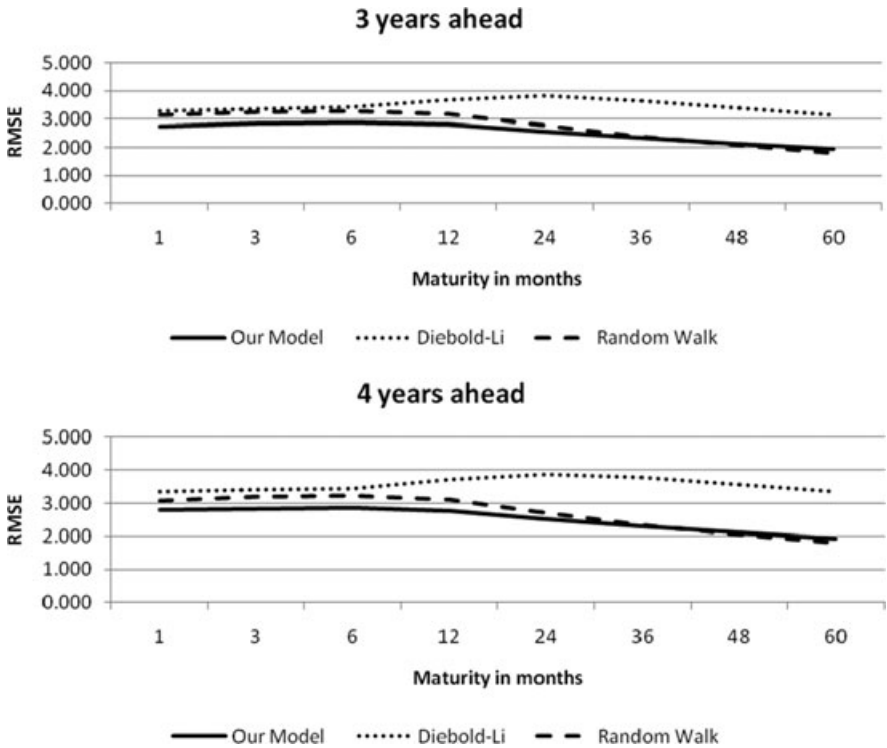 3 years ahead
5.000
4.000
3.000
2.000
1.000
0.000
RMSE
1 3 6 12 24 36 48 60
Maturity in months
Our Model Diebold-Li Random Walk
4 years ahead
5.000
4.000
3.000
2.000
1.000
0.000
RMSE
1 3 6 12 24 36 48 60
Maturity in months
Our Model Diebold-Li Random Walk